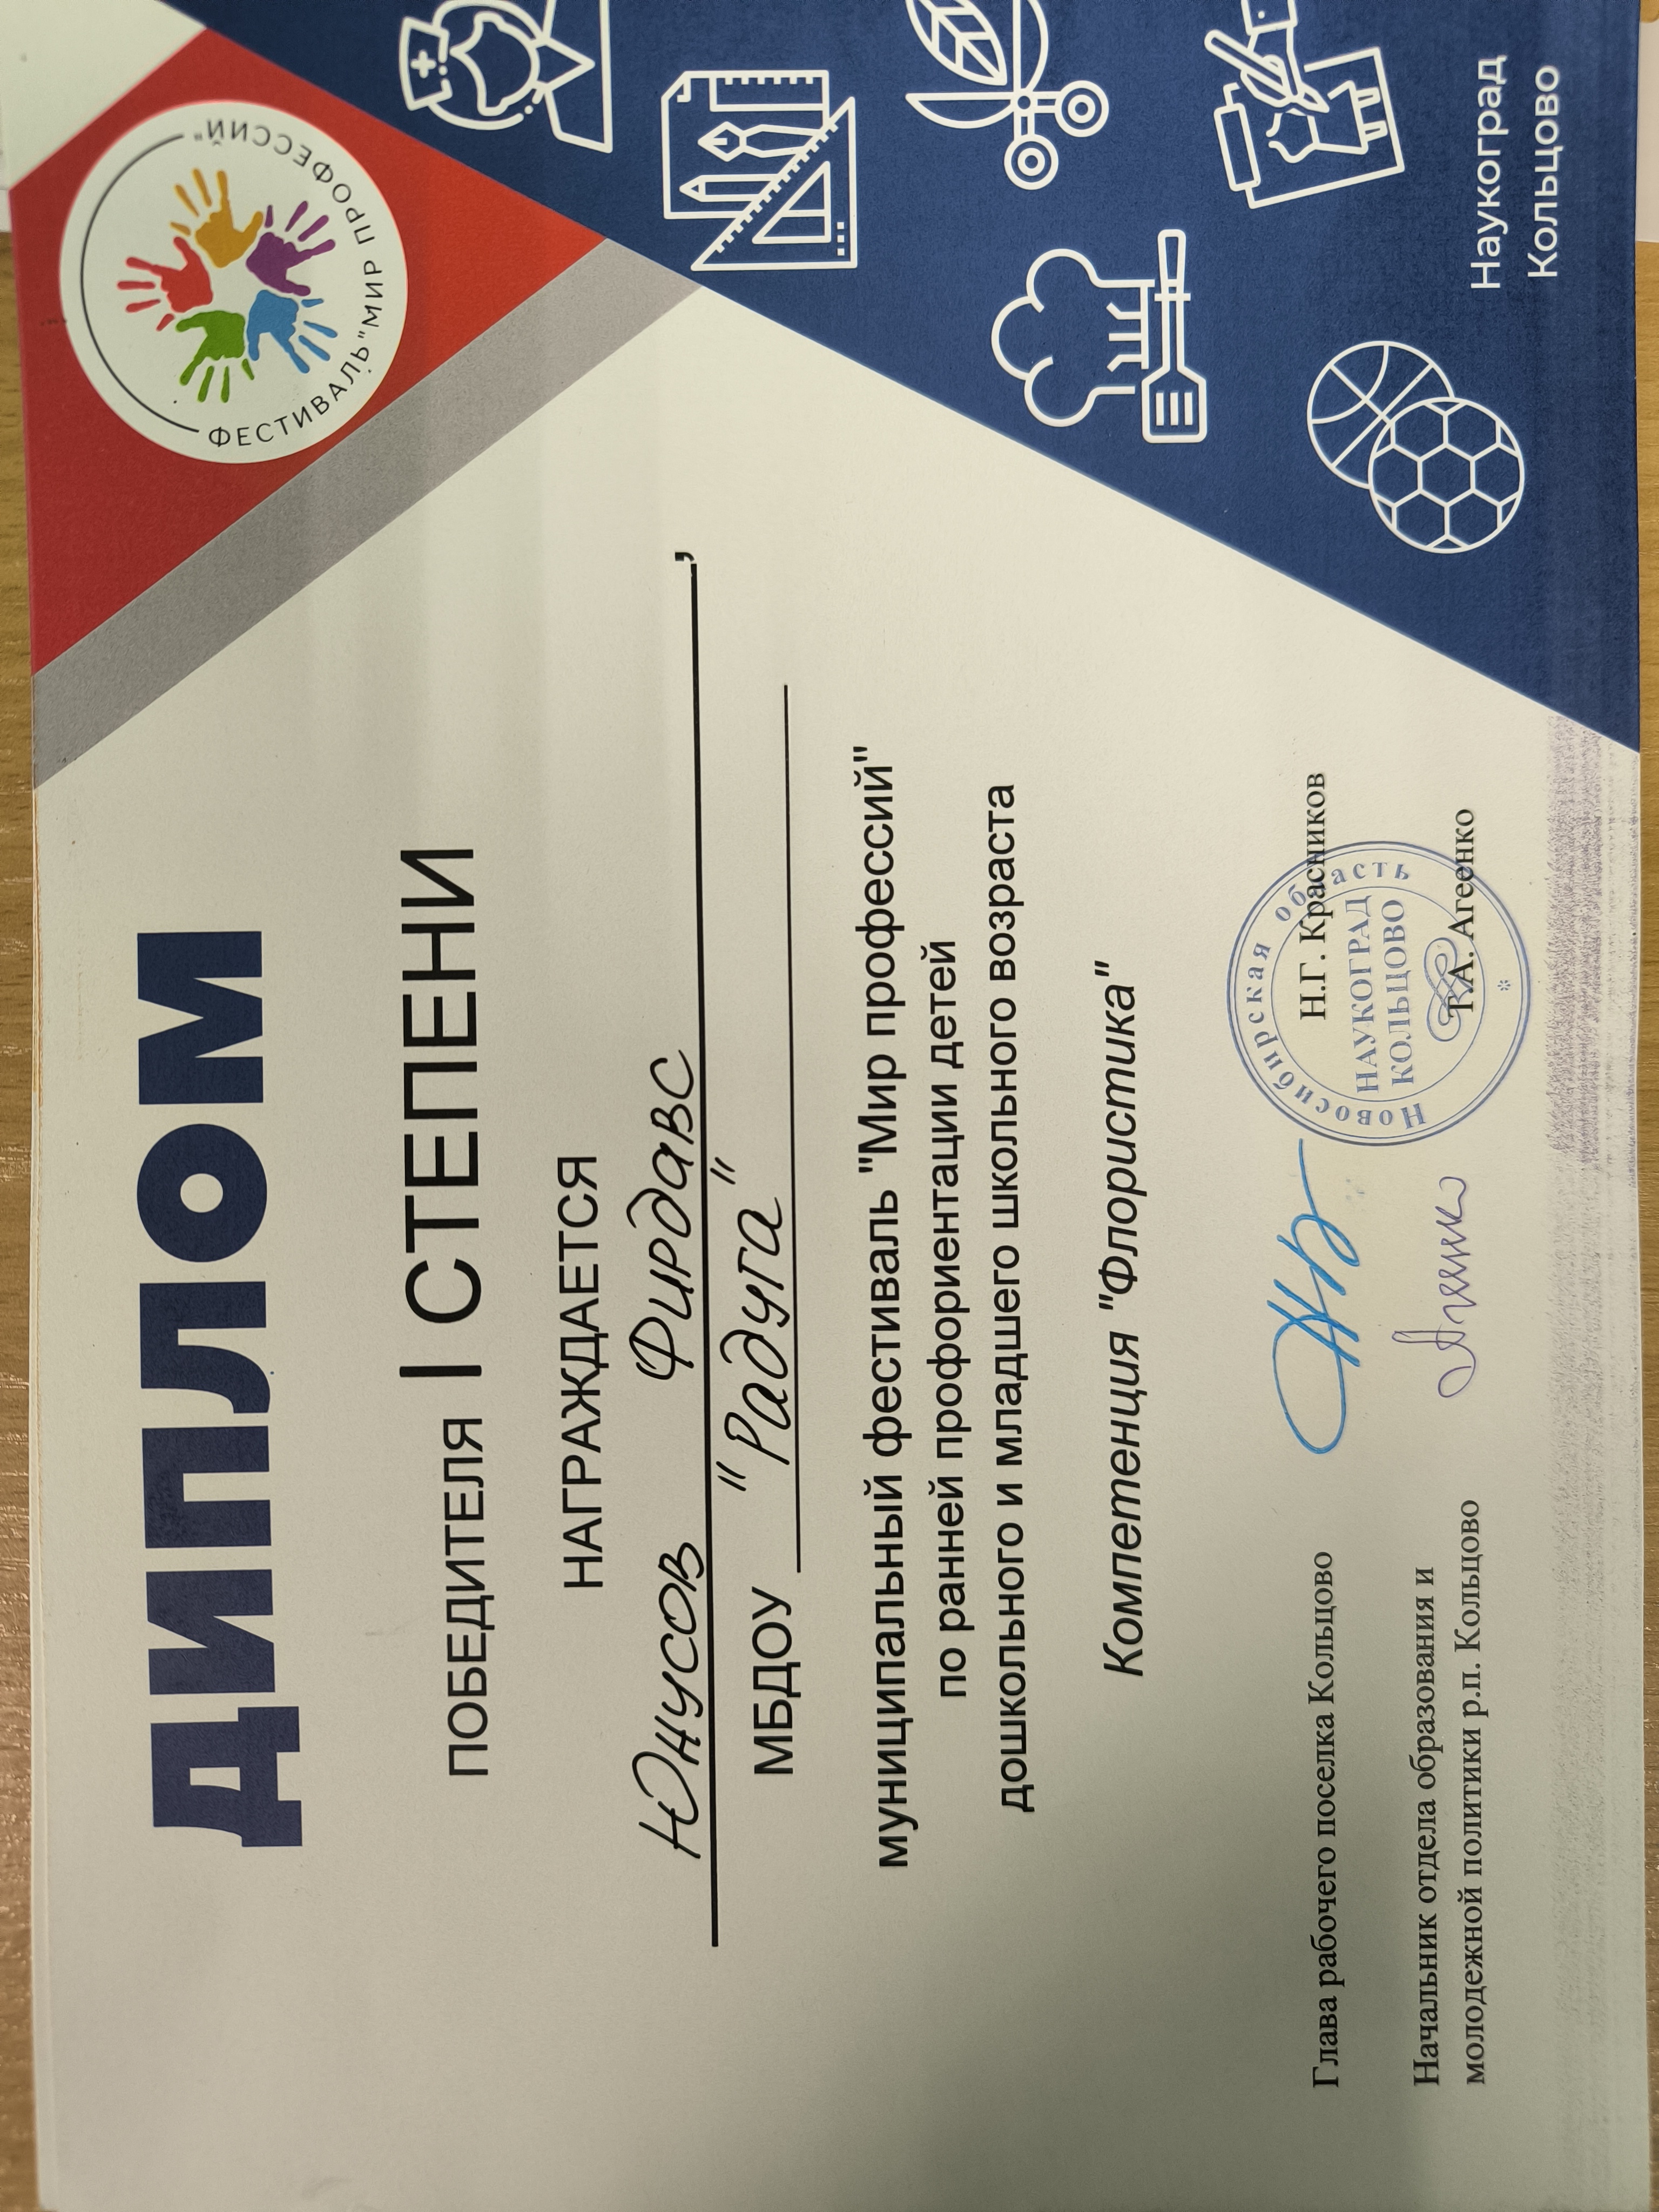 ДИПЛОМ
ФЕСТИВАЛЬ "МИР ПРОФЕССИЙ"
ПОБЕДИТЕЛЯ I СТЕПЕНИ
НАГРАЖДАЕТСЯ
Юнусов Фирдавс,
МБДОУ "Радуга"
муниципальный фестиваль "Мир профессий"
по ранней профориентации детей
дошкольного и младшего школьного возраста
Компетенция "Флористика"
Глава рабочего поселка Кольцово Н.Г. Красников
Начальник отдела образования и
молодежной политики р.п. Кольцово Т.А. Агеенко
Новосибирская область
НАУКОГРАД
КОЛЬЦОВО
Наукоград
Кольцово